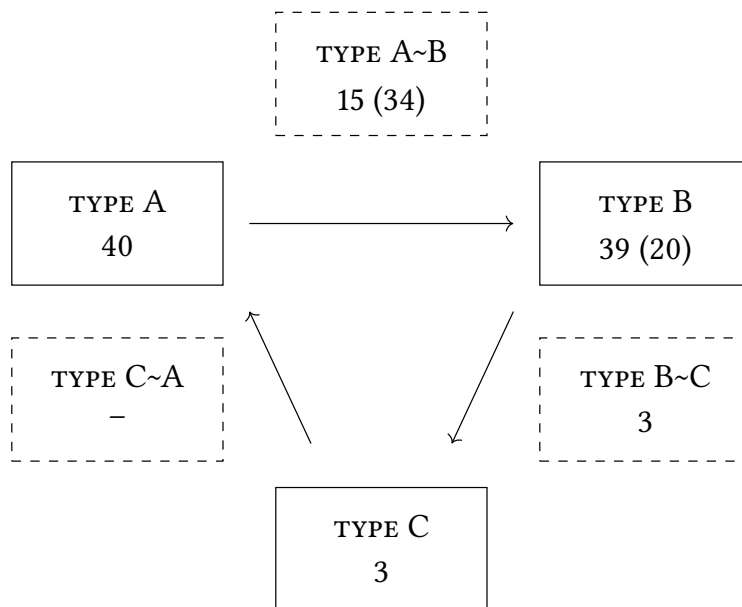 TYPE A~B
15 (34)
TYPE A
40
TYPE B
39 (20)
TYPE C~A
–
TYPE B~C
3
TYPE C
3